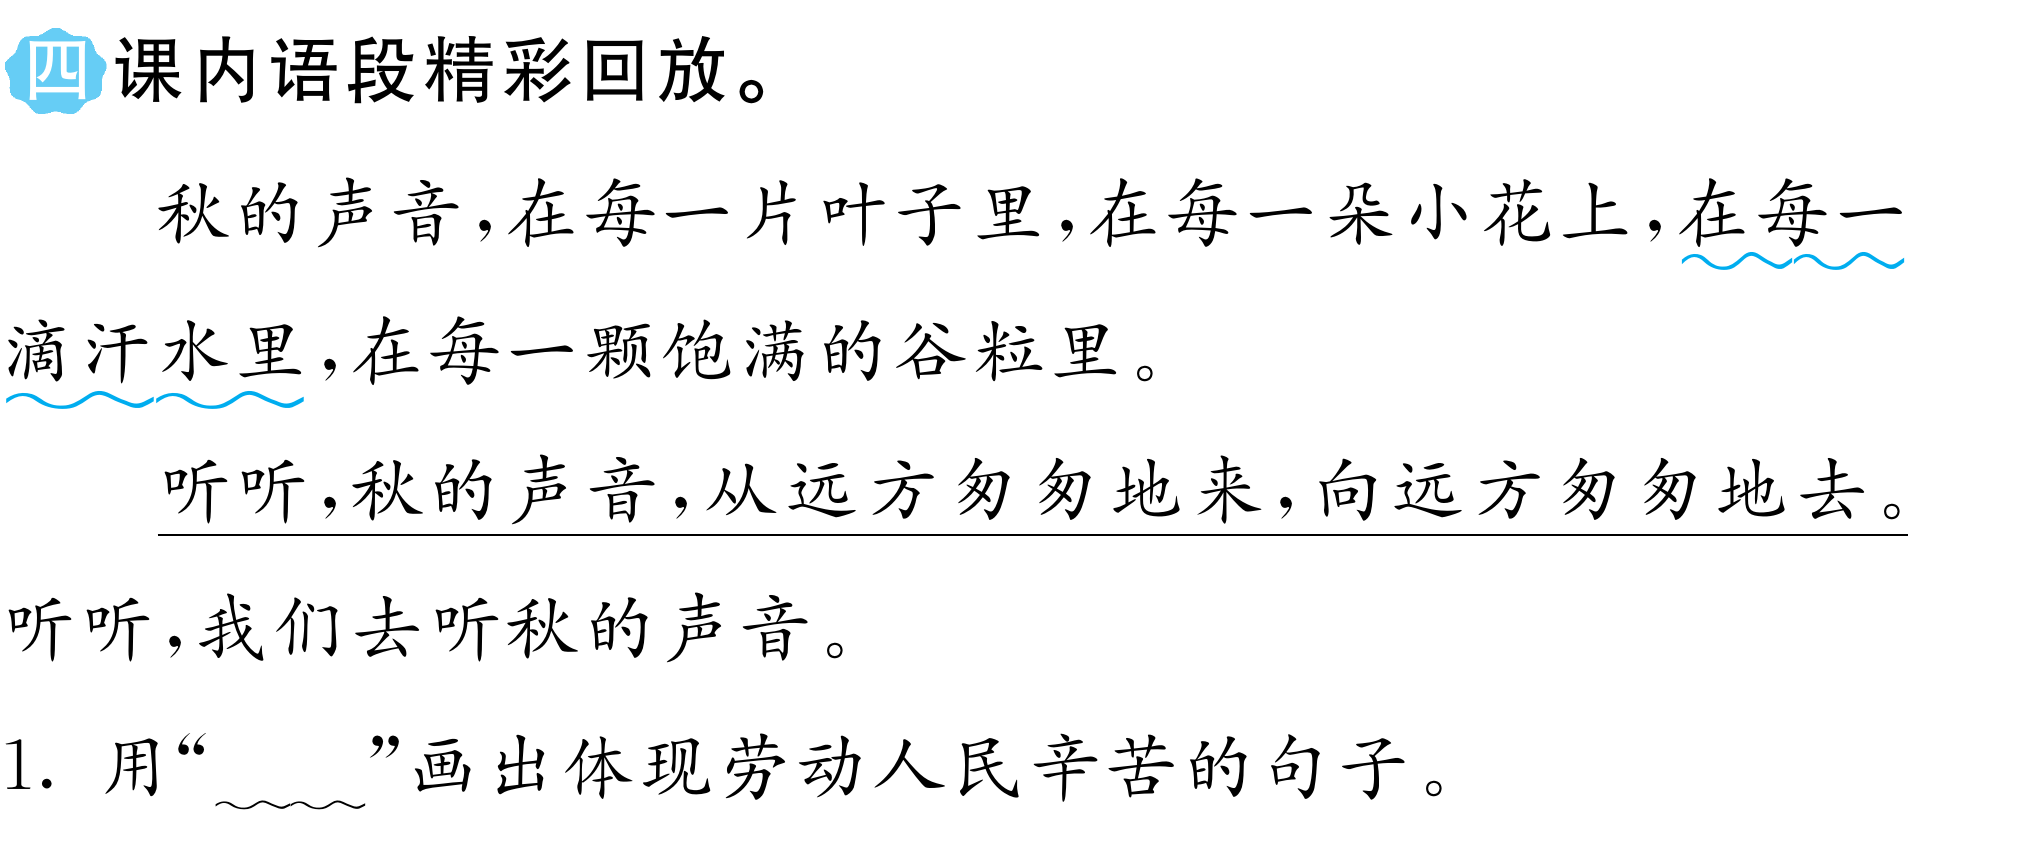 四 课内语段精彩回放。
秋的声音,在每一片叶子里,在每一朵小花上,在每一
滴汗水里,在每一颗饱满的谷粒里。
听听,秋的声音,从远方匆匆地来,向远方匆匆地去。
听听,我们去听秋的声音。
1. 用“﹏﹏”画出体现劳动人民辛苦的句子。